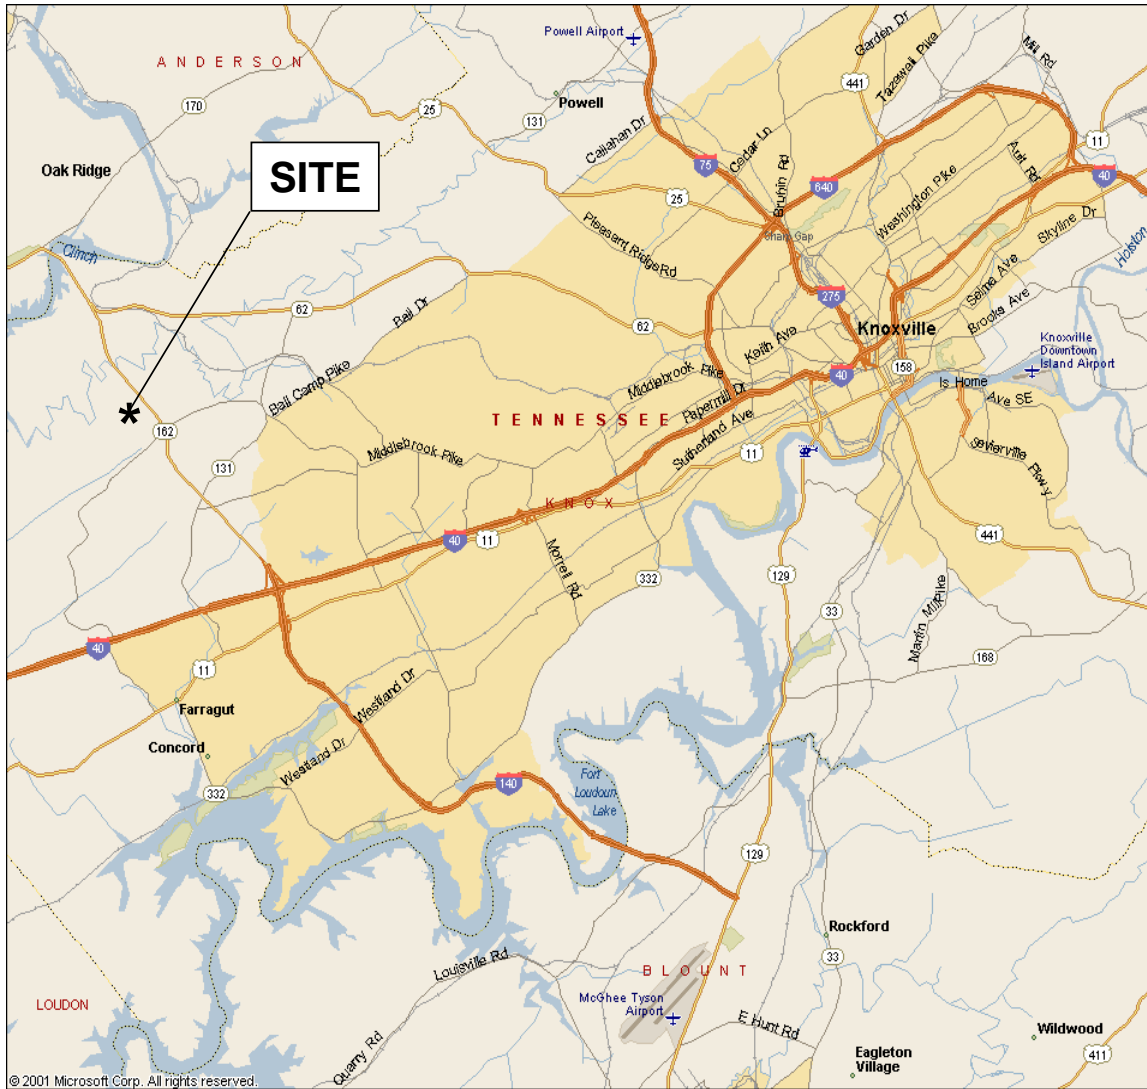 Powell Airport
Garden Dr
Tazewell Pike
Mill Rd
ANDERSON
441
170
25
Powell
131
Callahan Dr
11
Oak Ridge
SITE
75
Cedar Ln
Bruhin Rd
640
Washington Pike
40
25
Pleasant Ridge Rd
Sharp Gap
Skyline Dr
Holston
Clinch
62
Ball Dr
62
275
Selma Ave
Brooks Ave
Knoxville
Keith Ave
Knoxville
Downtown
Island Airport
Ball Camp Pike
Middlebrook Pike
40
158
Is Home
Ave SE
*
Papermill Dr
TENNESSEE
162
Sutherland Ave
Middlebrook Pike
11
Sevierville Pkwy
131
KNOX
40
11
441
Morrell Rd
332
129
33
Martin Mill Pike
40
168
11
Westland Dr
Farragut
Concord
Westland Dr
332
140
Fort
Loudoun
Lake
129
Rockford
Louisville Rd
33
BLOUNT
LOUDON
McGhee Tyson
Airport
E Hunt Rd
Wildwood
Quarry Rd
411
Eagleton
Village
© 2001 Microsoft Corp. All rights reserved.